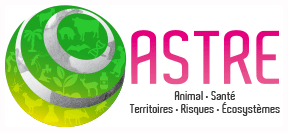 ASTRE
Animal • Santé
Territoires • Risques • Écosystèmes